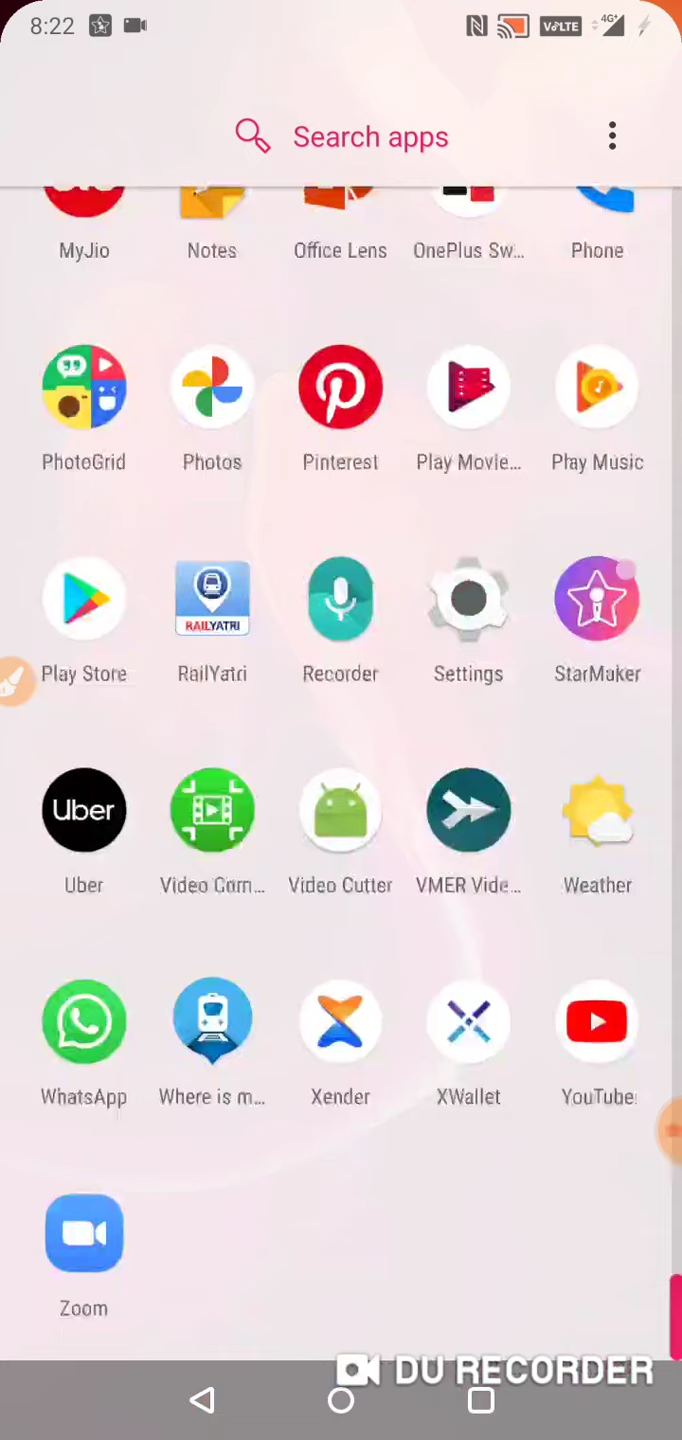 8:22 VoLTE 4G+
Search apps
MyJio Notes Office Lens OnePlus Sw... Phone
PhotoGrid Photos Pinterest Play Movie... Play Music
RAILYATRI
Play Store RailYatri Recorder Settings StarMaker
Uber
Uber Video Com... Video Cutter VMER Vide... Weather
WhatsApp Where is m... Xender XWallet YouTube
Zoom
DU RECORDER